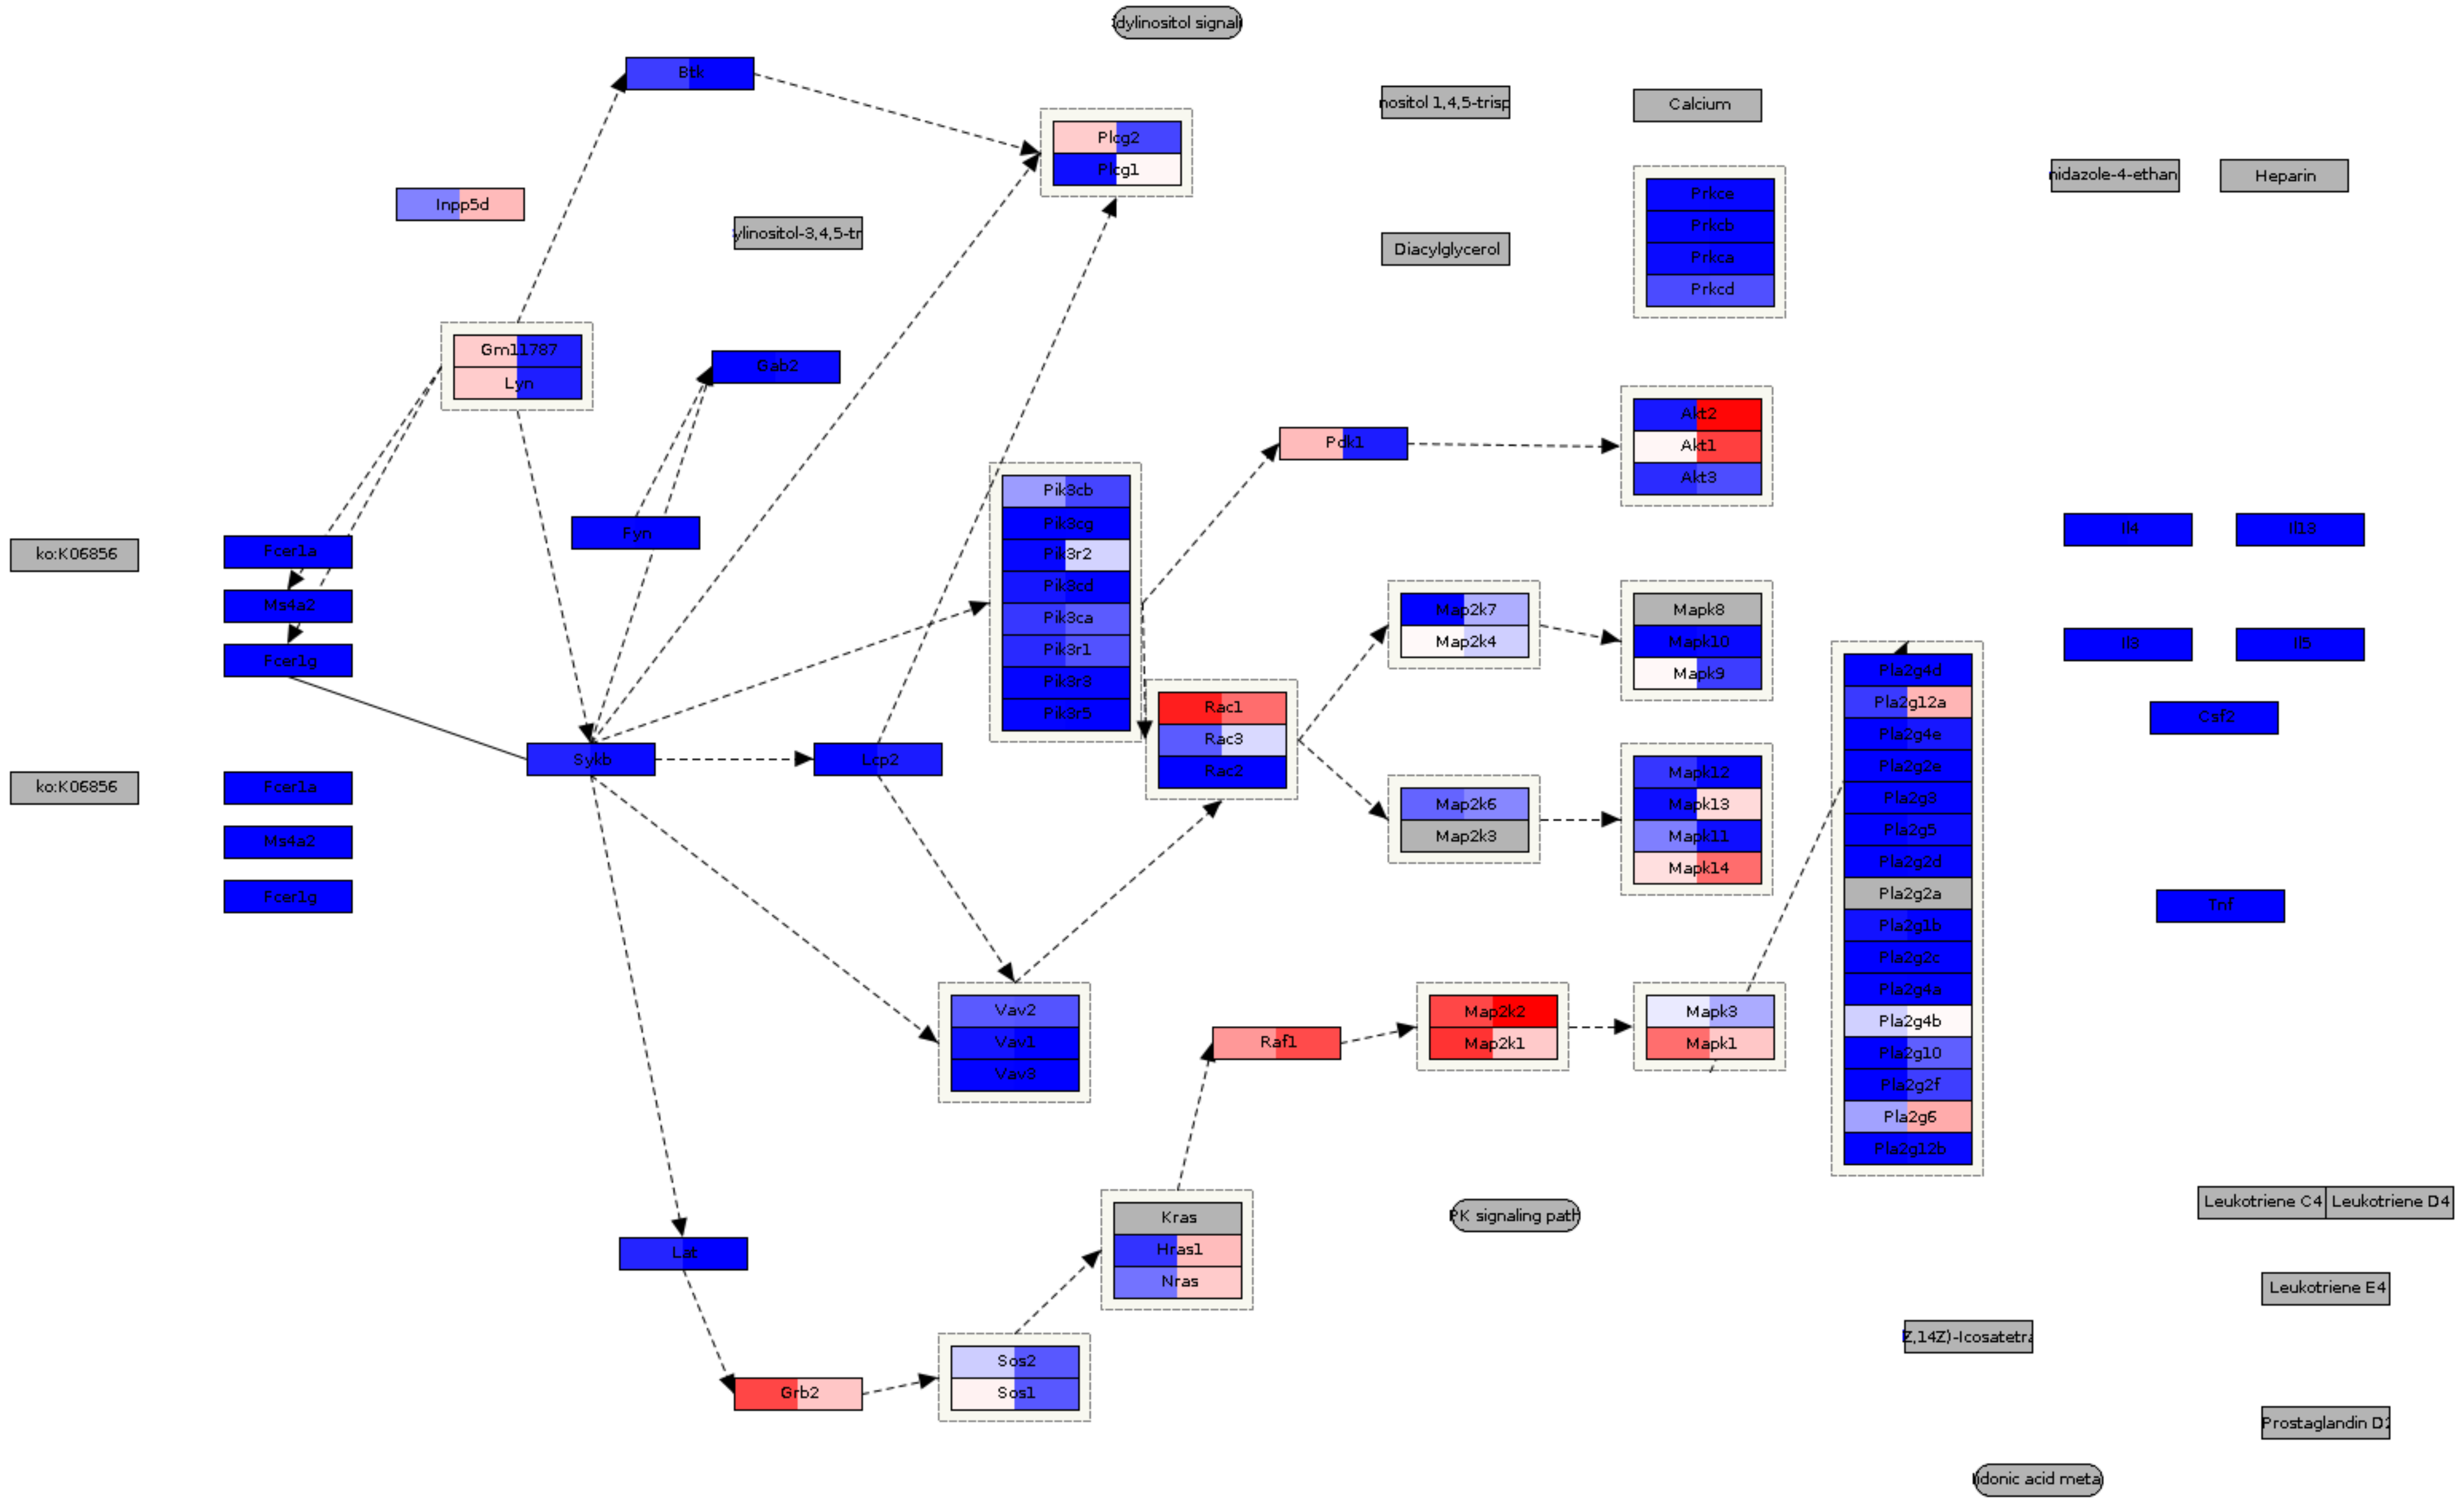 dylinositol signali
Btk
nositol 1,4,5-trisp
Calcium
Plcg2
Plcg1
nidazole-4-ethan
Heparin
Inpp5d
ylinositol-3,4,5-tr
Diacylglycerol
Prkce
Prkcb
Prkca
Prkcd
Gm11787
Lyn
Gab2
Pdk1
Akt2
Akt1
Akt3
ko:K06856
Fcer1a
Ms4a2
Fcer1g
Fyn
Pik3cb
Pik3cg
Pik3r2
Pik3cd
Pik3ca
Pik3r1
Pik3r3
Pik3r5
Il4
Il13
Il3
Il5
Csf2
Tnf
Map2k7
Map2k4
Mapk8
Mapk10
Mapk9
Rac1
Rac3
Rac2
Sykb
Lcp2
ko:K06856
Fcer1a
Ms4a2
Fcer1g
Map2k6
Map2k3
Mapk12
Mapk13
Mapk11
Mapk14
Pla2g4d
Pla2g12a
Pla2g4e
Pla2g2e
Pla2g3
Pla2g5
Pla2g2d
Pla2g2a
Pla2g1b
Pla2g2c
Pla2g4a
Pla2g4b
Pla2g10
Pla2g2f
Pla2g6
Pla2g12b
Vav2
Vav1
Vav3
Raf1
Map2k2
Map2k1
Mapk3
Mapk1
Lat
Kras
Hras1
Nras
PK signaling path
Leukotriene C4
Leukotriene D4
Leukotriene E4
Z,14Z)-Icosatetra
Sos2
Sos1
Grb2
Prostaglandin D2
idonic acid meta